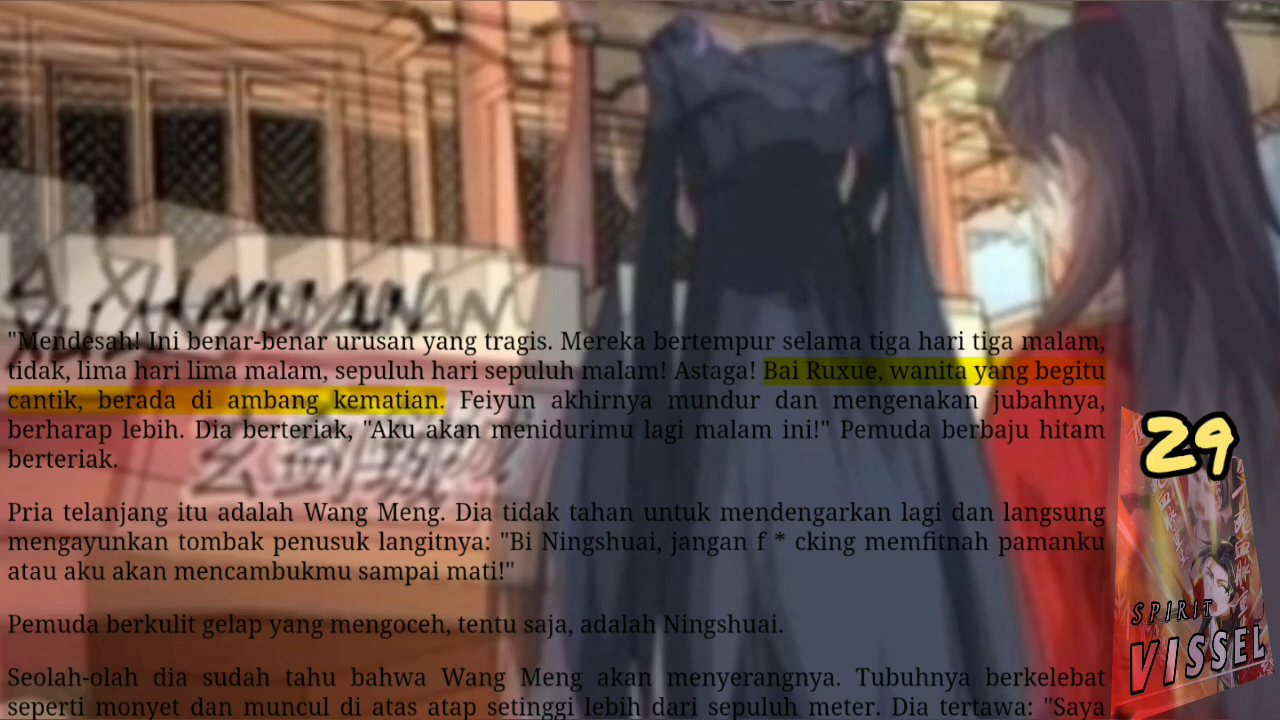 "Mendesah! Ini benar-benar urusan yang tragis. Mereka bertempur selama tiga hari tiga malam,
tidak, lima hari lima malam, sepuluh hari sepuluh malam! Astaga! Bai Ruxue, wanita yang begitu
cantik, berada di ambang kematian. Feiyun akhirnya mundur dan mengenakan jubahnya,
berharap lebih. Dia berteriak, "Aku akan menidurimu lagi malam ini!" Pemuda berbaju hitam
berteriak.
Pria telanjang itu adalah Wang Meng. Dia tidak tahan untuk mendengarkan lagi dan langsung
mengayunkan tombak penusuk langitnya: "Bi Ningshuai, jangan f * cking memfitnah pamanku
atau aku akan mencambukmu sampai mati!"
Pemuda berkulit gelap yang mengoceh, tentu saja, adalah Ningshuai.
Seolah-olah dia sudah tahu bahwa Wang Meng akan menyerangnya. Tubuhnya berkelebat
seperti monyet dan muncul di atas atap setinggi lebih dari sepuluh meter. Dia tertawa: "Saya
29
SPIRIT
VISSEL